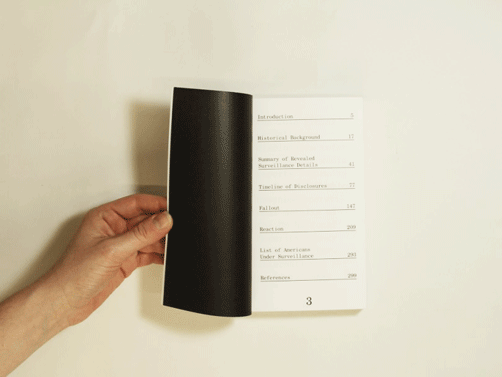 Introduction
Historical Background
Summary of Revealed
Surveillance Details
Timeline of Disclosures
Fallout
Reaction
List of Americans
Under Surveillance
References
3